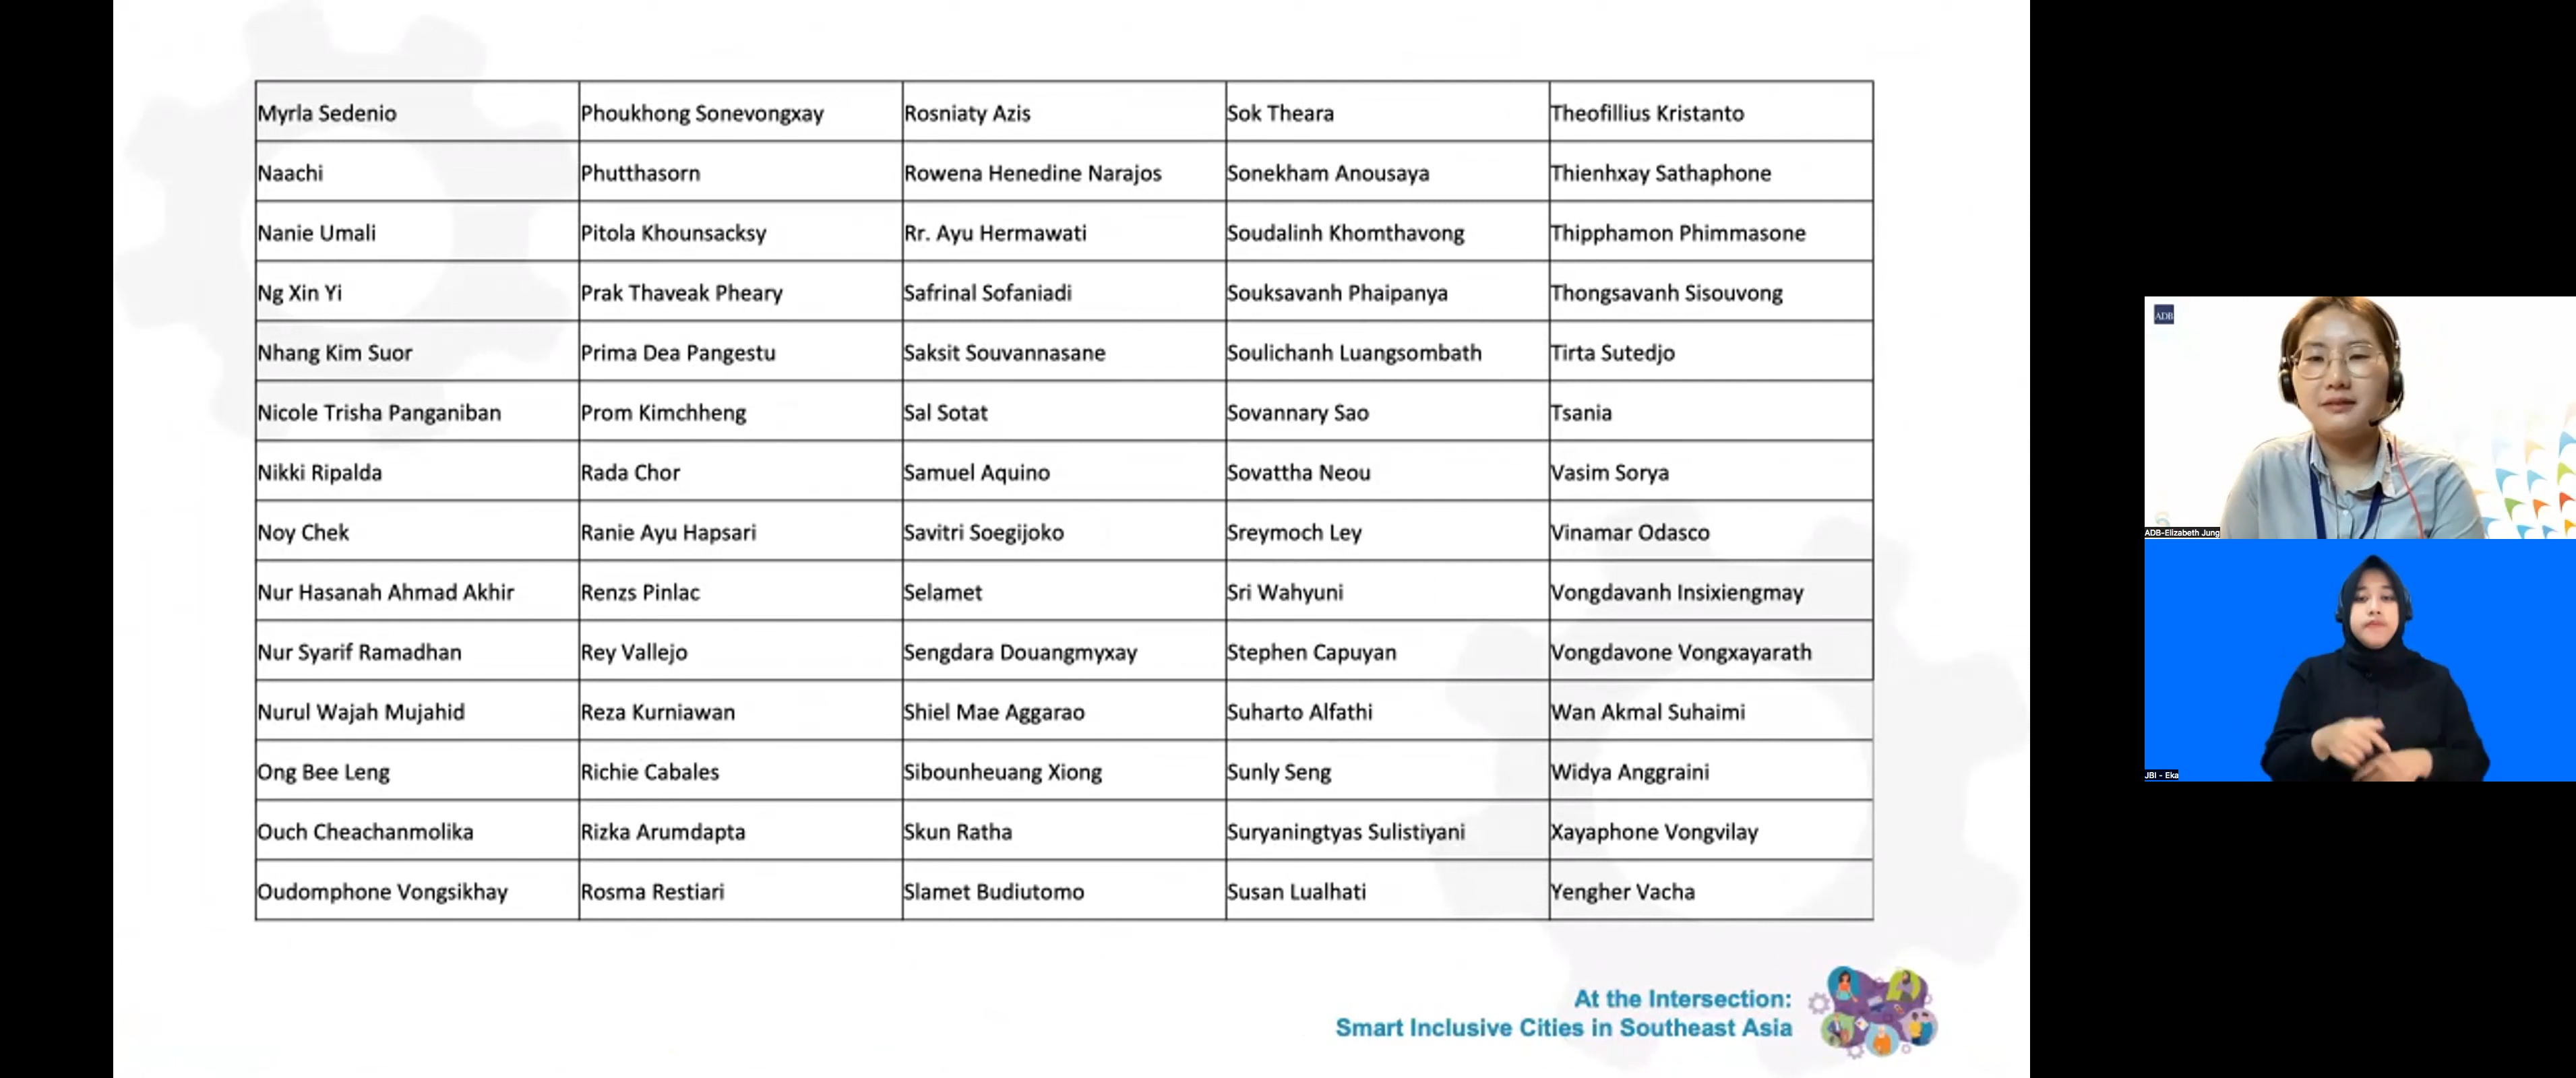 Myrla Sedenio Phoukhong Sonevongxay Rosniaty Azis Sok Theara Theofillius Kristanto
Naachi Phutthasorn Rowena Henedine Narajos Sonekham Anousaya Thienhxay Sathaphone
Nanie Umali Pitola Khounsacksy Rr. Ayu Hermawati Soudalinh Khomthavong Thipphamon Phimmasone
Ng Xin Yi Prak Thaveak Pheary Safrinal Sofaniadi Souksavanh Phaipanya Thongsavanh Sisouvong
Nhang Kim Suor Prima Dea Pangestu Saksit Souvannasane Soulichanh Luangsombath Tirta Sutedjo
Nicole Trisha Panganiban Prom Kimchheng Sal Sotat Sovannary Sao Tsania
Nikki Ripalda Rada Chor Samuel Aquino Sovattha Neou Vasim Sorya
Noy Chek Ranie Ayu Hapsari Savitri Soegijoko Sreymoch Ley Vinamar Odasco
Nur Hasanah Ahmad Akhir Renzs Pinlac Selamet Sri Wahyuni Vongdavanh Insixiengmay
Nur Syarif Ramadhan Rey Vallejo Sengdara Douangmyxay Stephen Capuyan Vongdavone Vongxayarath
Nurul Wajah Mujahid Reza Kurniawan Shiel Mae Aggarao Suharto Alfathi Wan Akmal Suhaimi
Ong Bee Leng Richie Cabales Sibounheuang Xiong Sunly Seng Widya Anggraini
Ouch Cheachanmolika Rizka Arumdapta Skun Ratha Suryaningtyas Sulistiyani Xayaphone Vongvilay
Oudomphone Vongsikhay Rosma Restiari Slamet Budiutomo Susan Lualhati Yengher Vacha
At the Intersection:
Smart Inclusive Cities in Southeast Asia
ADB
ADB-Elizabeth Jung
JBI - Eka